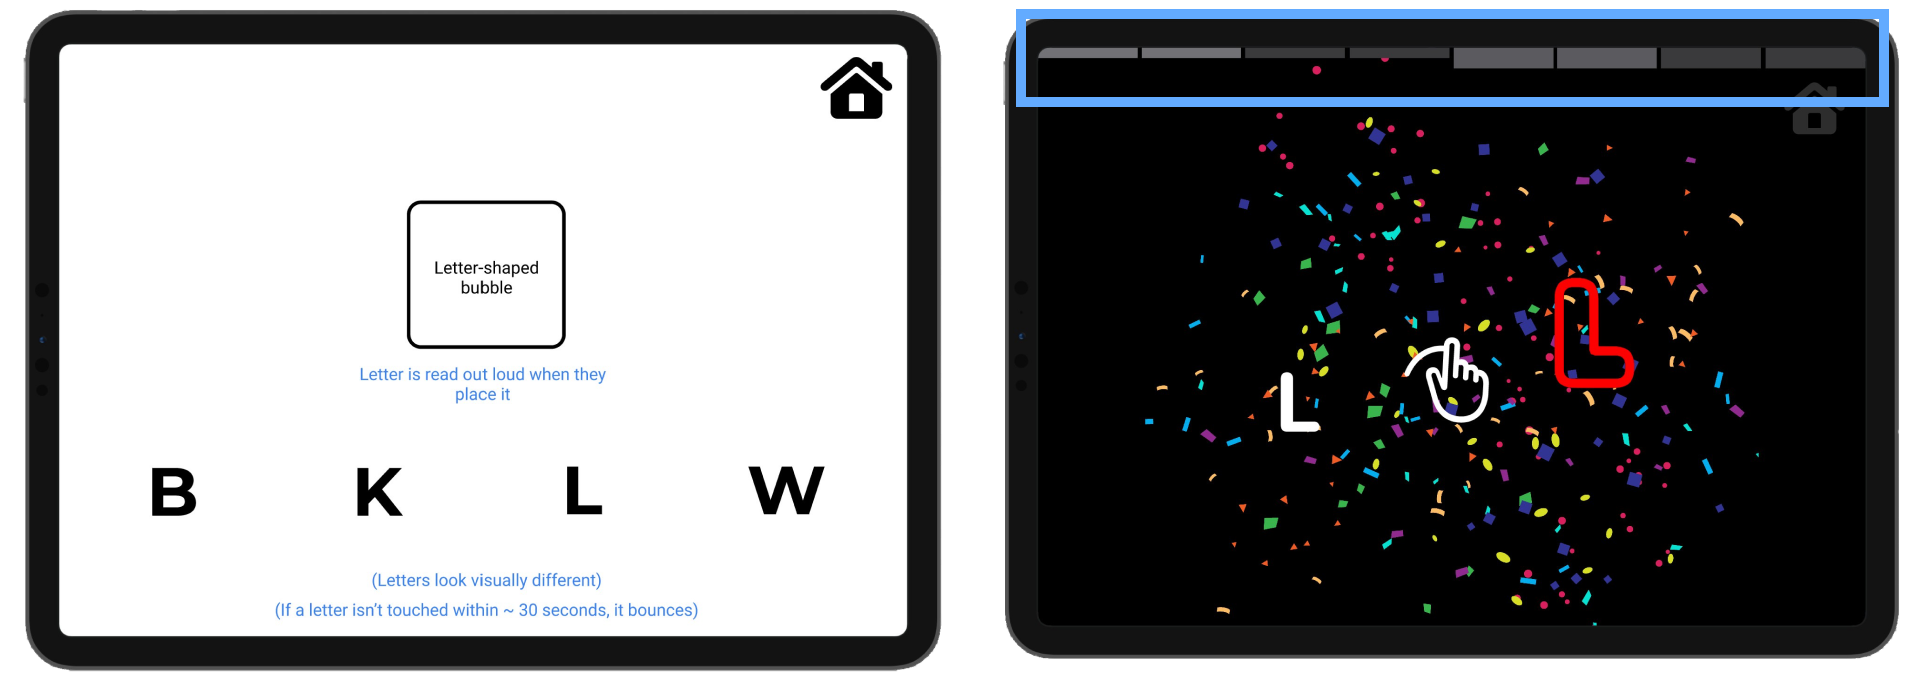 Letter-shaped
bubble
Letter is read out loud when they
place it
B K L W
(Letters look visually different)
(If a letter isn't touched within ~ 30 seconds, it bounces)
L
L